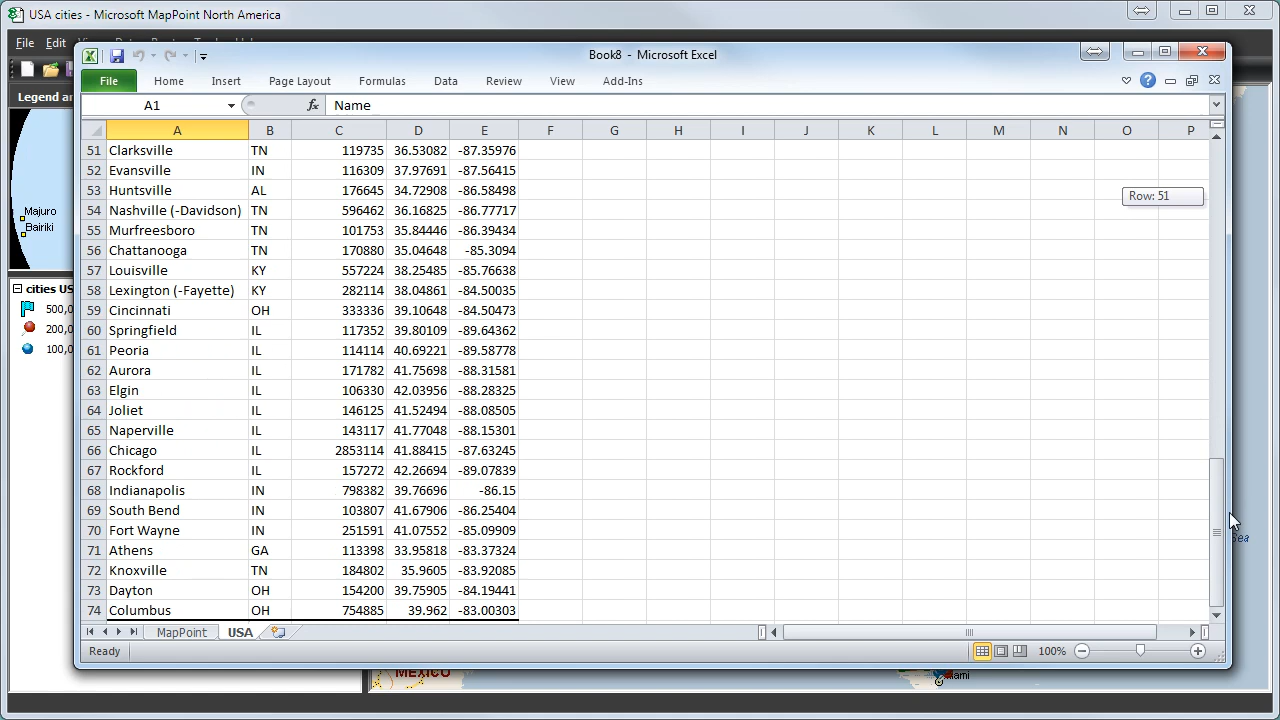 USA cities - Microsoft MapPoint North America
File Edit
Legend an
Majuro
Bairiki
cities US
500,0
200,0
100,0
Book8 - Microsoft Excel
File Home Insert Page Layout Formulas Data Review View Add-Ins
A1 fx Name
A B C D E F G H I J K L M N O P
51 Clarksville TN 119735 36.53082 -87.35976
52 Evansville IN 116309 37.97691 -87.56415
53 Huntsville AL 176645 34.72908 -86.58498
54 Nashville (-Davidson) TN 596462 36.16825 -86.77717
55 Murfreesboro TN 101753 35.84446 -86.39434
56 Chattanooga TN 170880 35.04648 -85.3094
57 Louisville KY 557224 38.25485 -85.76638
58 Lexington (-Fayette) KY 282114 38.04861 -84.50035
59 Cincinnati OH 333336 39.10648 -84.50473
60 Springfield IL 117352 39.80109 -89.64362
61 Peoria IL 114114 40.69221 -89.58778
62 Aurora IL 171782 41.75698 -88.31581
63 Elgin IL 106330 42.03956 -88.28325
64 Joliet IL 146125 41.52494 -88.08505
65 Naperville IL 143117 41.77048 -88.15301
66 Chicago IL 2853114 41.88415 -87.63245
67 Rockford IL 157272 42.26694 -89.07839
68 Indianapolis IN 798382 39.76696 -86.15
69 South Bend IN 103807 41.67906 -86.25404
70 Fort Wayne IN 251591 41.07552 -85.09909
71 Athens GA 113398 33.95818 -83.37324
72 Knoxville TN 184802 35.9605 -83.92085
73 Dayton OH 154200 39.75905 -84.19441
74 Columbus OH 754885 39.962 -83.00303
Row: 51
MapPoint USA
Ready 100%
Sea
MEXICO
iami